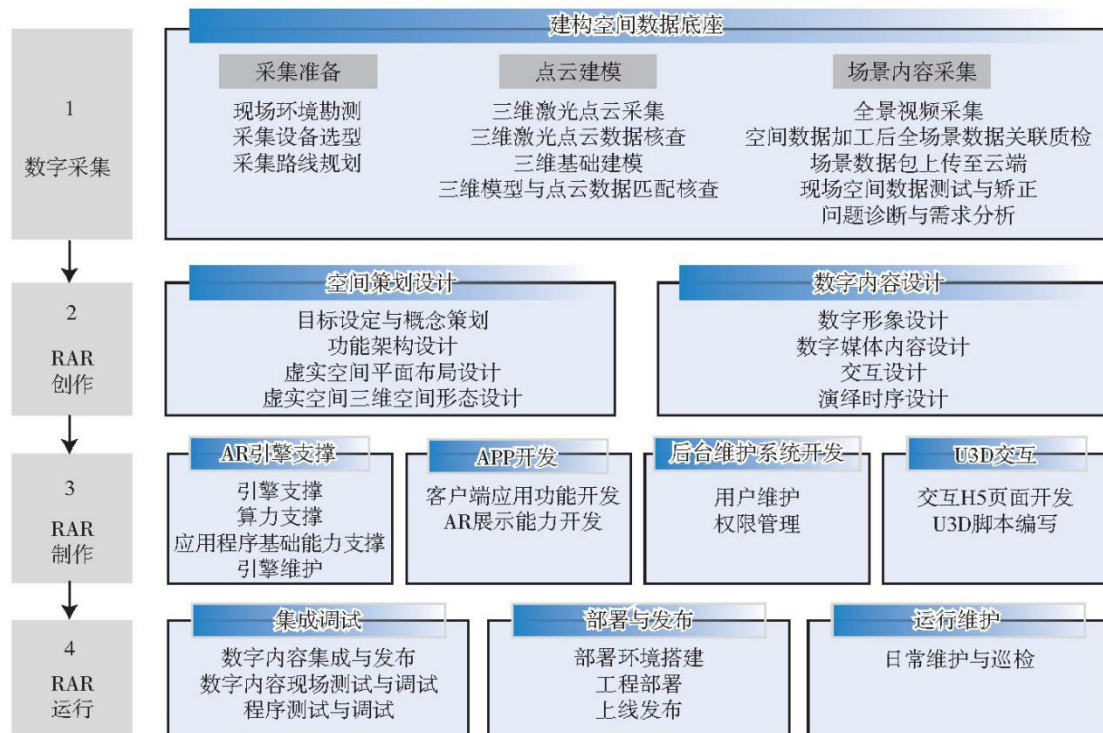 建构空间数据底座
1
数字采集
采集准备
现场环境勘测
采集设备选型
采集路线规划
点云建模
三维激光点云采集
三维激光点云数据核查
三维基础建模
三维模型与点云数据匹配核查
场景内容采集
全景视频采集
空间数据加工后全场景数据关联质检
场景数据包上传至云端
现场空间数据测试与矫正
问题诊断与需求分析
2
RAR
创作
空间策划设计
目标设定与概念策划
功能架构设计
虚实空间平面布局设计
虚实空间三维空间形态设计
数字内容设计
数字形象设计
数字媒体内容设计
交互设计
演绎时序设计
3
RAR
制作
AR引擎支撑
引擎支撑
算力支撑
应用程序基础能力支撑
引擎维护
APP开发
客户端应用功能开发
AR展示能力开发
后台维护系统开发
用户维护
权限管理
U3D交互
交互H5页面开发
U3D脚本编写
4
RAR
运行
集成调试
数字内容集成与发布
数字内容现场测试与调试
程序测试与调试
部署与发布
部署环境搭建
工程部署
上线发布
运行维护
日常维护与巡检